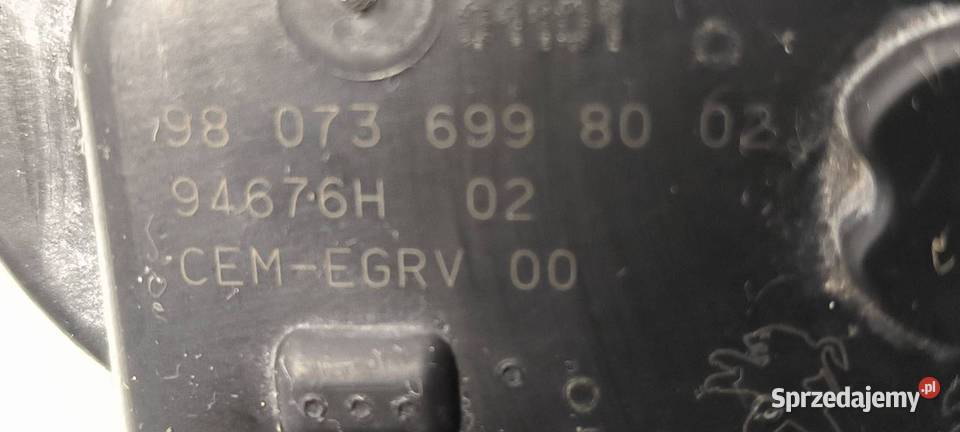 98 073 699 80 02
94676H 02
CEM-EGRV 00
Sprzedajemy.pl